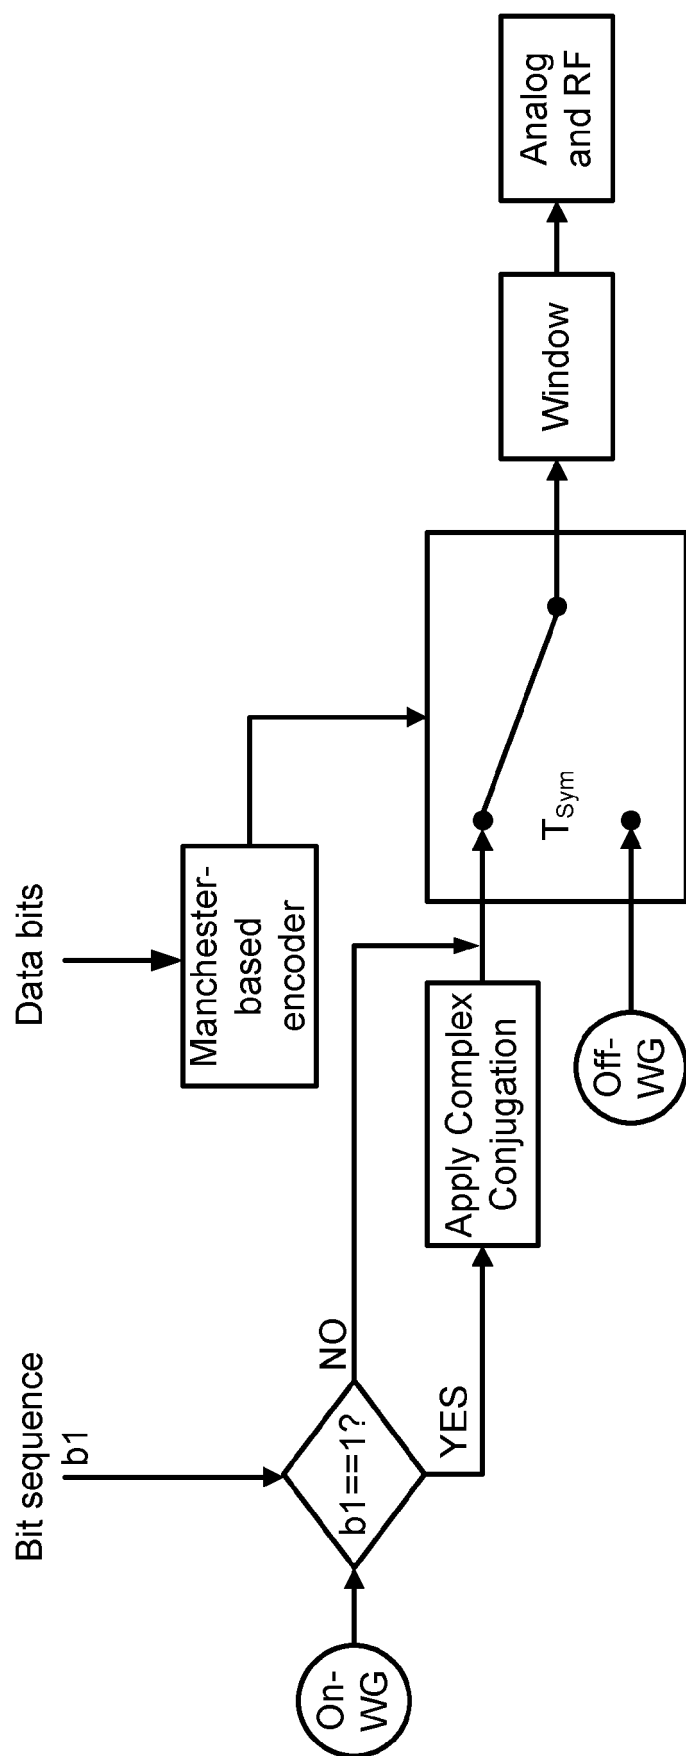 Bit sequence
b1
Data bits
On-
WG
b1==1?
NO
YES
Manchester-
based
encoder
Apply Complex
Conjugation
Off-
WG
TSym
Window
Analog
and RF